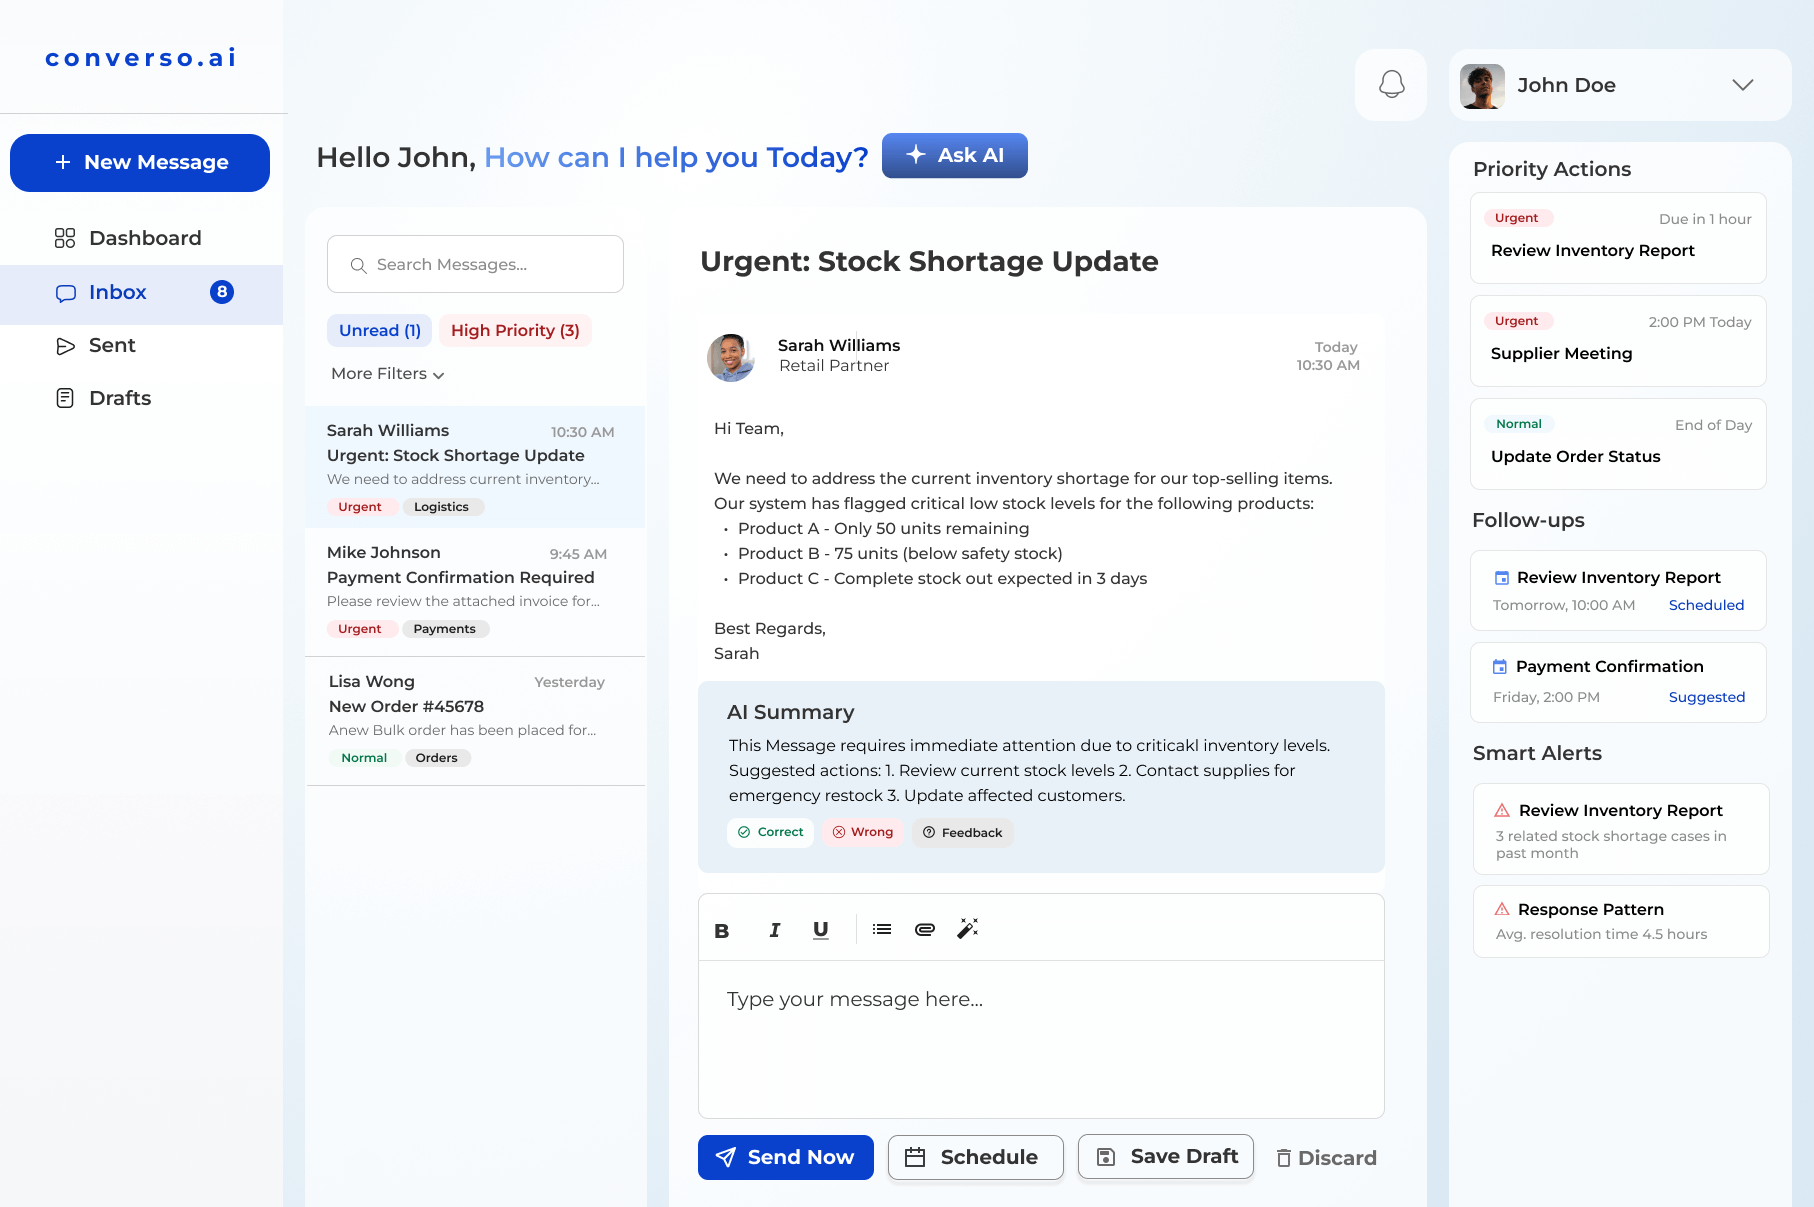 converso.ai
+ New Message
Dashboard
Inbox 8
Sent
Drafts
Hello John, How can I help you Today? Ask AI
John Doe
Search Messages...
Unread (1) High Priority (3)
More Filters
Sarah Williams 10:30 AM
Urgent: Stock Shortage Update
We need to address current inventory...
Urgent Logistics
Mike Johnson 9:45 AM
Payment Confirmation Required
Please review the attached invoice for...
Urgent Payments
Lisa Wong Yesterday
New Order #45678
Anew Bulk order has been placed for...
Normal Orders
Urgent: Stock Shortage Update
Sarah Williams
Retail Partner
Today
10:30 AM
Hi Team,
We need to address the current inventory shortage for our top-selling items.
Our system has flagged critical low stock levels for the following products:
• Product A - Only 50 units remaining
• Product B - 75 units (below safety stock)
• Product C - Complete stock out expected in 3 days
Best Regards,
Sarah
AI Summary
This Message requires immediate attention due to criticakl inventory levels.
Suggested actions: 1. Review current stock levels 2. Contact supplies for
emergency restock 3. Update affected customers.
Correct Wrong Feedback
B I U
Type your message here...
Send Now Schedule Save Draft Discard
Priority Actions
Urgent Due in 1 hour
Review Inventory Report
Urgent 2:00 PM Today
Supplier Meeting
Normal End of Day
Update Order Status
Follow-ups
Review Inventory Report
Tomorrow, 10:00 AM Scheduled
Payment Confirmation
Friday, 2:00 PM Suggested
Smart Alerts
Review Inventory Report
3 related stock shortage cases in
past month
Response Pattern
Avg. resolution time 4.5 hours